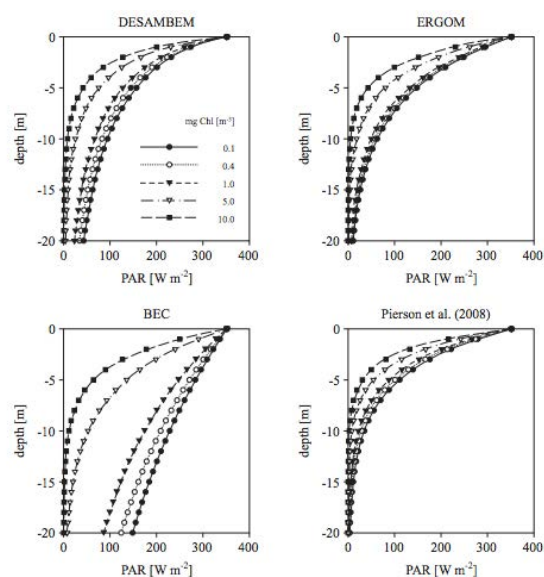 DESAMBEM
0
-5
-10
-15
-20
depth [m]
mg Chl [m⁻³]
0.1
0.4
1.0
5.0
10.0
0 100 200 300 400
PAR [W m⁻²]
ERGOM
0
-5
-10
-15
-20
depth [m]
0 100 200 300 400
PAR [W m⁻²]
BEC
0
-5
-10
-15
-20
depth [m]
0 100 200 300 400
PAR [W m⁻²]
Pierson et al. (2008)
0
-5
-10
-15
-20
depth [m]
0 100 200 300 400
PAR [W m⁻²]